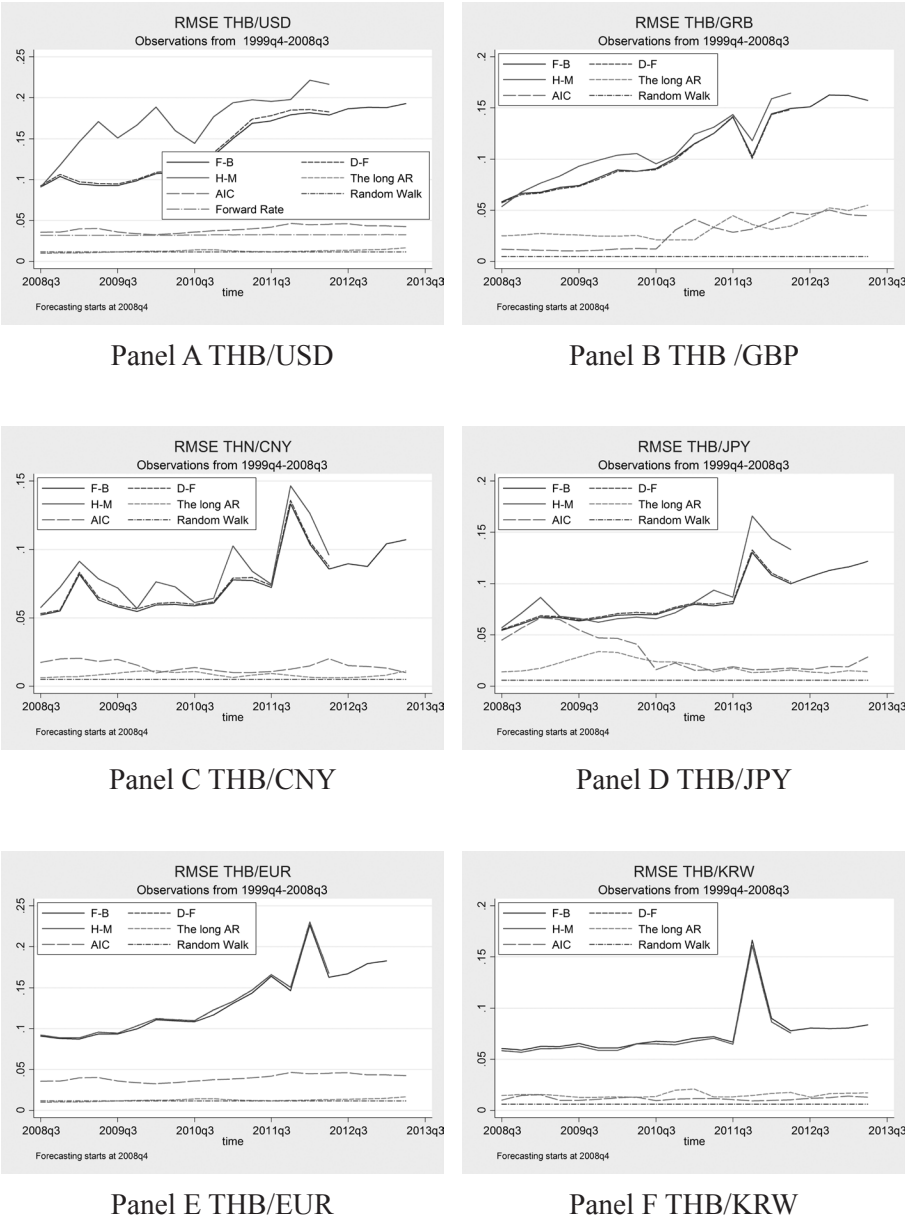 RMSE THB/USD
Observations from 1999q4-2008q3
.25
.2
.15
.1
.05
0
F-B
D-F
H-M
The long AR
AIC
Random Walk
Forward Rate
2008q3 2009q3 2010q3 2011q3 2012q3 2013q3
time
Forecasting starts at 2008q4
Panel A THB/USD
RMSE THB/GRB
Observations from 1999q4-2008q3
.2
.15
.1
.05
0
F-B
D-F
H-M
The long AR
AIC
Random Walk
2008q3 2009q3 2010q3 2011q3 2012q3 2013q3
time
Forecasting starts at 2008q4
Panel B THB /GBP
RMSE THN/CNY
Observations from 1999q4-2008q3
.15
.1
.05
0
F-B
D-F
H-M
The long AR
AIC
Random Walk
2008q3 2009q3 2010q3 2011q3 2012q3 2013q3
time
Forecasting starts at 2008q4
Panel C THB/CNY
RMSE THB/JPY
Observations from 1999q4-2008q3
.2
.15
.1
.05
0
F-B
D-F
H-M
The long AR
AIC
Random Walk
2008q3 2009q3 2010q3 2011q3 2012q3 2013q3
time
Forecasting starts at 2008q4
Panel D THB/JPY
RMSE THB/EUR
Observations from 1999q4-2008q3
.25
.2
.15
.1
.05
0
F-B
D-F
H-M
The long AR
AIC
Random Walk
2008q3 2009q3 2010q3 2011q3 2012q3 2013q3
time
Forecasting starts at 2008q4
Panel E THB/EUR
RMSE THB/KRW
Observations from 1999q4-2008q3
.2
.15
.1
.05
0
F-B
D-F
H-M
The long AR
AIC
Random Walk
2008q3 2009q3 2010q3 2011q3 2012q3 2013q3
time
Forecasting starts at 2008q4
Panel F THB/KRW